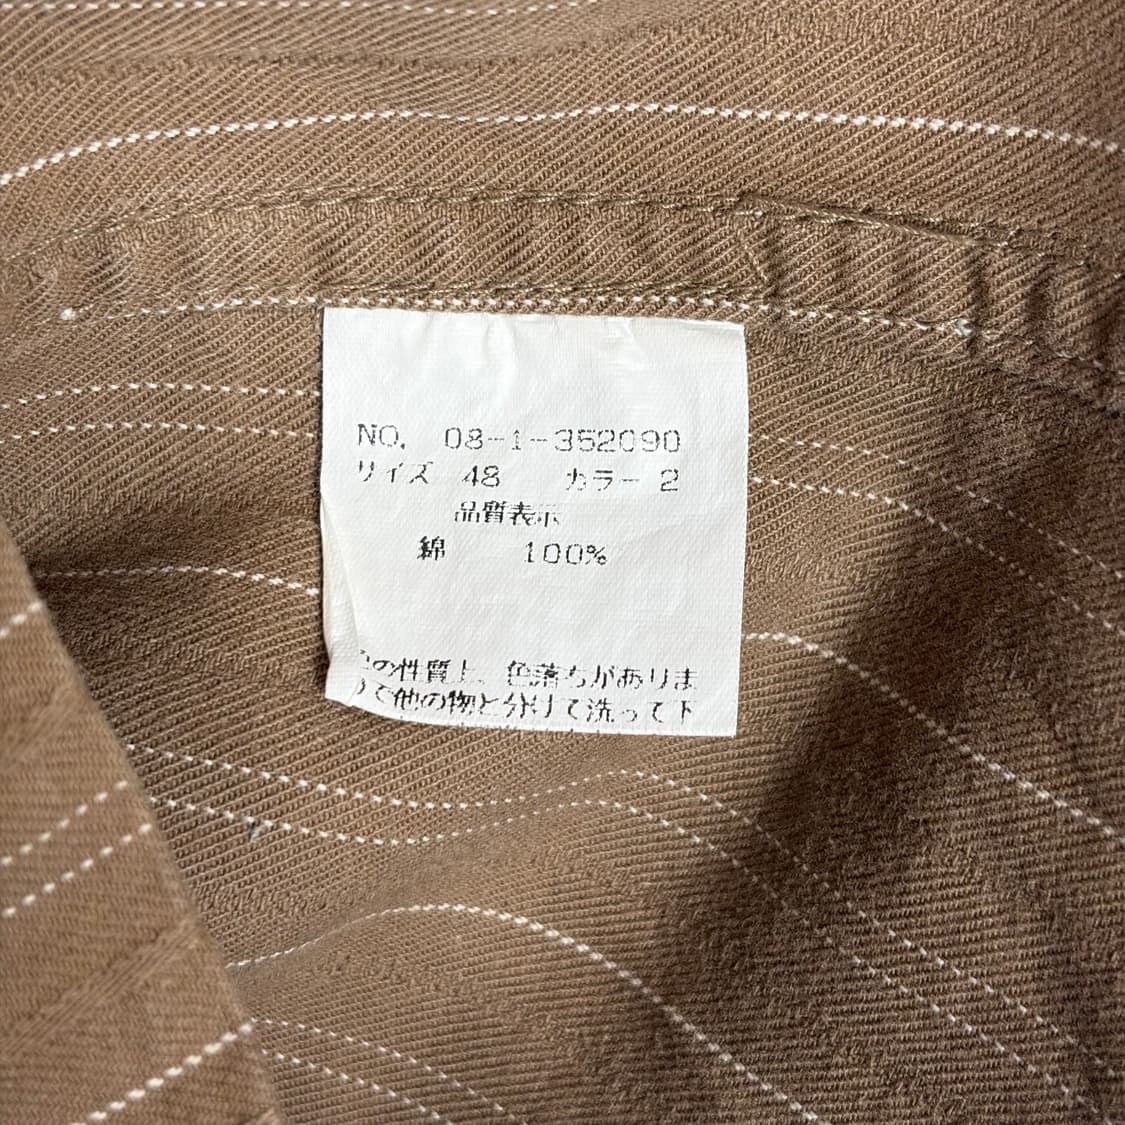 NO. 08-1-352090
サイズ 48 カラー 2
品質表示
綿 100%
の性質上、色落ちがありま
で他の物と分けて洗って下